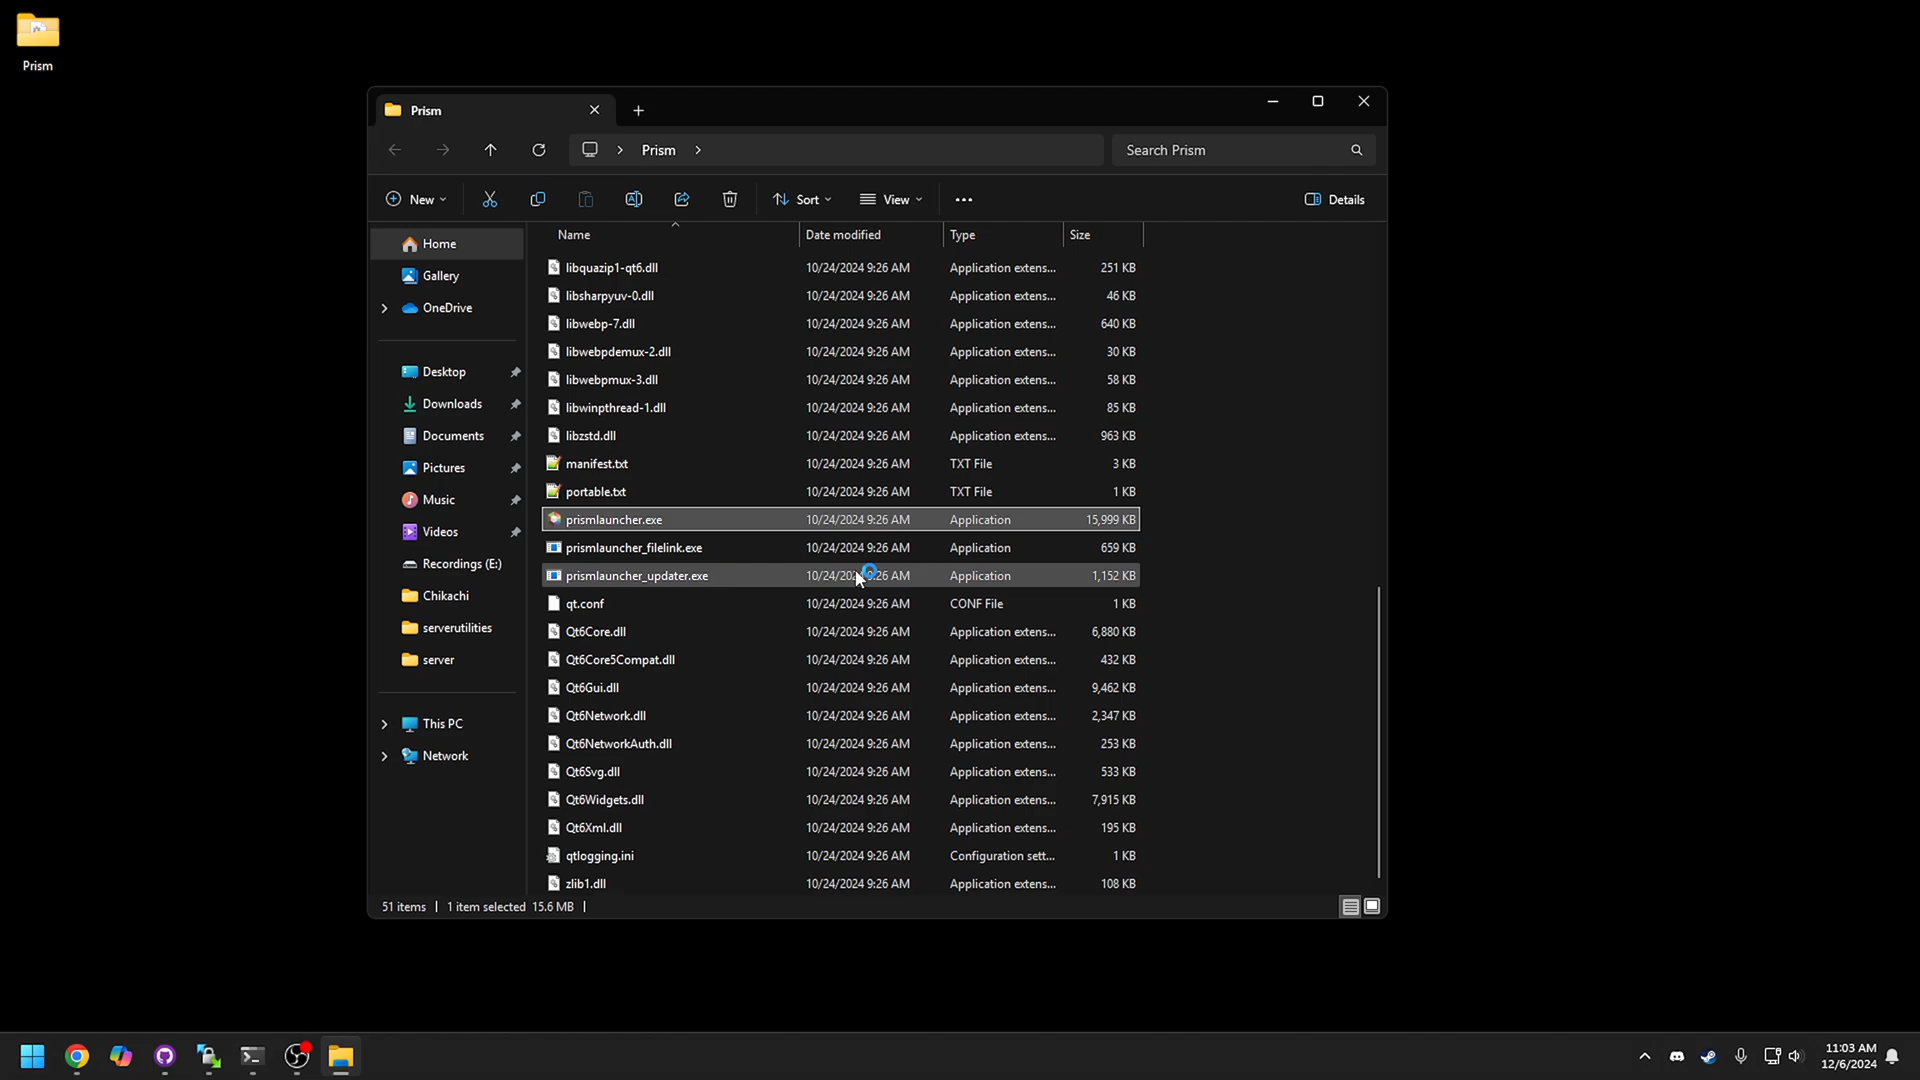 Prism
Prism
Prism
Search Prism
New
Sort
View
Details
Name
Date modified
Type
Size
Home
Gallery
OneDrive
Desktop
Downloads
Documents
Pictures
Music
Videos
Recordings (E:)
Chikachi
serverutilities
server
This PC
Network
libquazip1-qt6.dll 10/24/2024 9:26 AM Application extens... 251 KB
libsharpyuv-0.dll 10/24/2024 9:26 AM Application extens... 46 KB
libwebp-7.dll 10/24/2024 9:26 AM Application extens... 640 KB
libwebpdemux-2.dll 10/24/2024 9:26 AM Application extens... 30 KB
libwebpmux-3.dll 10/24/2024 9:26 AM Application extens... 58 KB
libwinpthread-1.dll 10/24/2024 9:26 AM Application extens... 85 KB
libzstd.dll 10/24/2024 9:26 AM Application extens... 963 KB
manifest.txt 10/24/2024 9:26 AM TXT File 3 KB
portable.txt 10/24/2024 9:26 AM TXT File 1 KB
prismlauncher.exe 10/24/2024 9:26 AM Application 15,999 KB
prismlauncher_filelink.exe 10/24/2024 9:26 AM Application 659 KB
prismlauncher_updater.exe 10/24/2024 9:26 AM Application 1,152 KB
qt.conf 10/24/2024 9:26 AM CONF File 1 KB
Qt6Core.dll 10/24/2024 9:26 AM Application extens... 6,880 KB
Qt6Core5Compat.dll 10/24/2024 9:26 AM Application extens... 432 KB
Qt6Gui.dll 10/24/2024 9:26 AM Application extens... 9,462 KB
Qt6Network.dll 10/24/2024 9:26 AM Application extens... 2,347 KB
Qt6NetworkAuth.dll 10/24/2024 9:26 AM Application extens... 253 KB
Qt6Svg.dll 10/24/2024 9:26 AM Application extens... 533 KB
Qt6Widgets.dll 10/24/2024 9:26 AM Application extens... 7,915 KB
Qt6Xml.dll 10/24/2024 9:26 AM Application extens... 195 KB
qtlogging.ini 10/24/2024 9:26 AM Configuration sett... 1 KB
zlib1.dll 10/24/2024 9:26 AM Application extens... 108 KB
51 items 1 item selected 15.6 MB
11:03 AM
12/6/2024